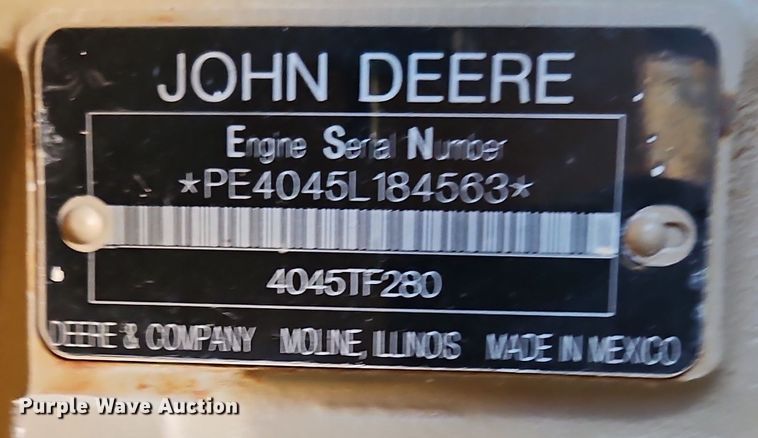 JOHN DEERE
Engine Serial Number
*PE4045L184563*
4045TF280
DEERE & COMPANY MOLINE, ILLINOIS MADE IN MEXICO
Purple Wave Auction